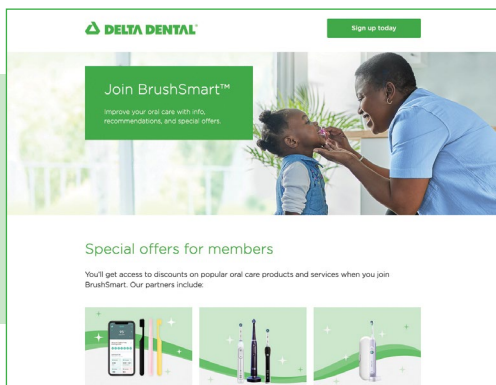 DELTA DENTAL®
Sign up today
Join BrushSmart™
Improve your oral care with info,
recommendations, and special offers.
Special offers for members
You'll get access to discounts on popular oral care products and services when you join
BrushSmart. Our partners include: